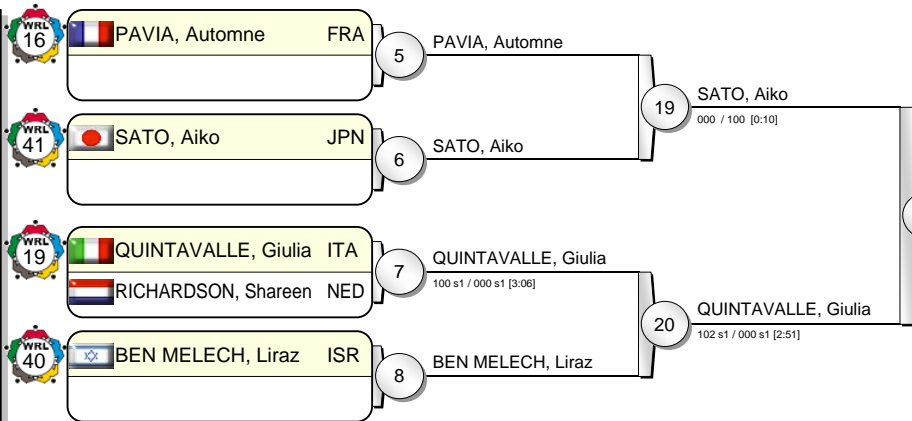 WRL
16
PAVIA, Automne FRA
5
PAVIA, Automne
19
SATO, Aiko
000 / 100 [0:10]
WRL
41
SATO, Aiko JPN
6
SATO, Aiko
WRL
19
QUINTAVALLE, Giulia ITA
RICHARDSON, Shareen NED
7
QUINTAVALLE, Giulia
100 s1 / 000 s1 [3:06]
20
QUINTAVALLE, Giulia
102 s1 / 000 s1 [2:51]
WRL
40
BEN MELECH, Liraz ISR
8
BEN MELECH, Liraz